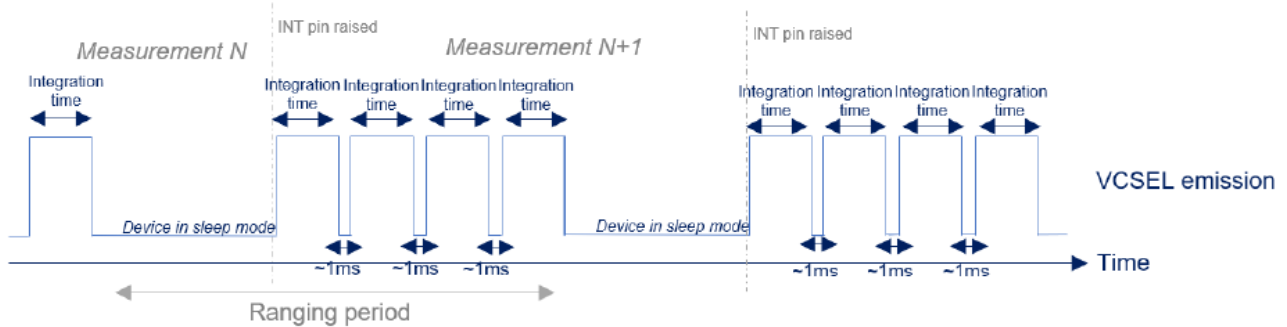 INT pin raised
INT pin raised
Measurement N
Measurement N+1
Integration
time
Integration
time
Integration
time
Integration
time
Integration
time
Integration
time
Integration
time
Integration
time
Integration
time
VCSEL emission
Device in sleep mode
Device in sleep mode
~1ms
~1ms
~1ms
~1ms
~1ms
~1ms
Time
Ranging period